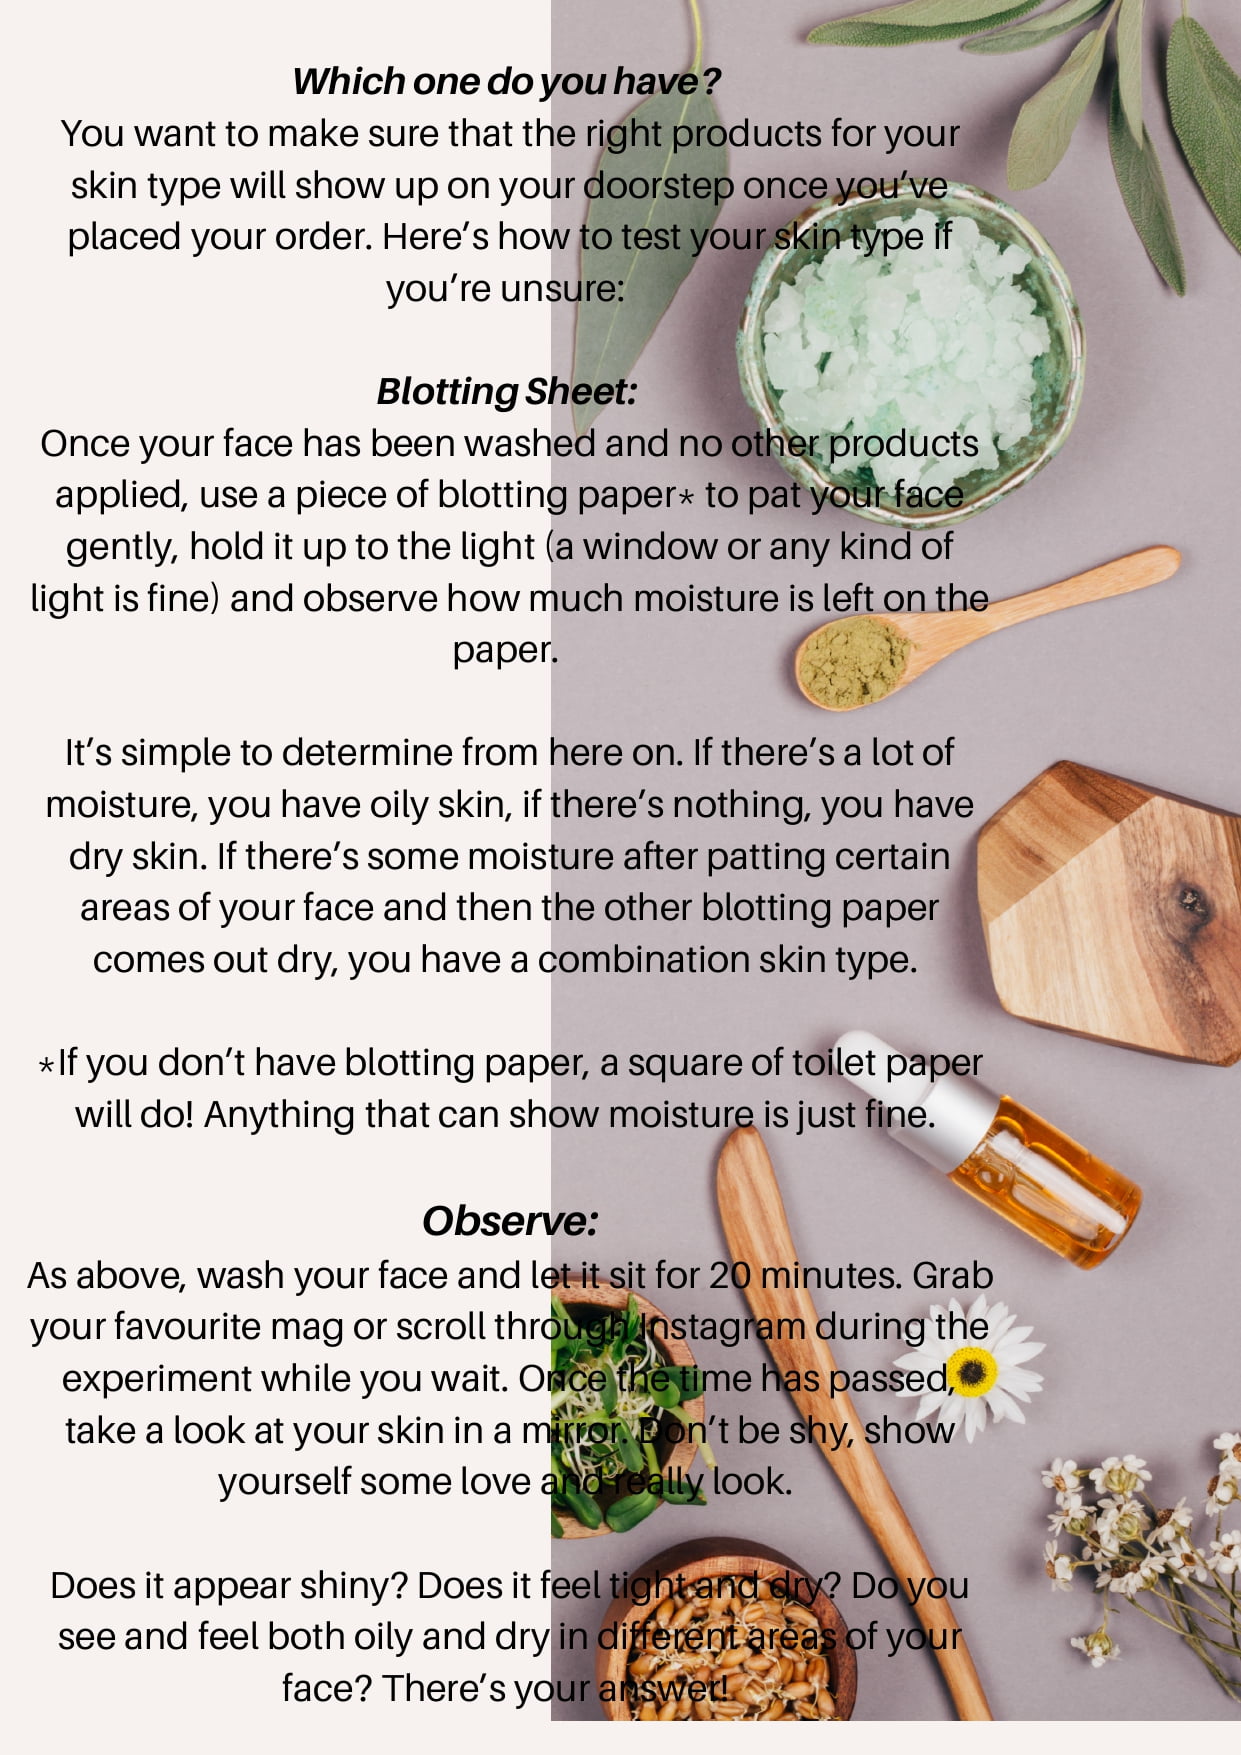 Which one do you have?
You want to make sure that the right products for your
skin type will show up on your doorstep once you’ve
placed your order. Here’s how to test your skin type if
you’re unsure:
Blotting Sheet:
Once your face has been washed and no other products
applied, use a piece of blotting paper* to pat your face
gently, hold it up to the light (a window or any kind of
light is fine) and observe how much moisture is left on the
paper.
It’s simple to determine from here on. If there’s a lot of
moisture, you have oily skin, if there’s nothing, you have
dry skin. If there’s some moisture after patting certain
areas of your face and then the other blotting paper
comes out dry, you have a combination skin type.
*If you don’t have blotting paper, a square of toilet paper
will do! Anything that can show moisture is just fine.
Observe:
As above, wash your face and let it sit for 20 minutes. Grab
your favourite mag or scroll through Instagram during the
experiment while you wait. Once the time has passed,
take a look at your skin in a mirror. Don’t be shy, show
yourself some love and really look.
Does it appear shiny? Does it feel tight and dry? Do you
see and feel both oily and dry in different areas of your
face? There’s your answer!